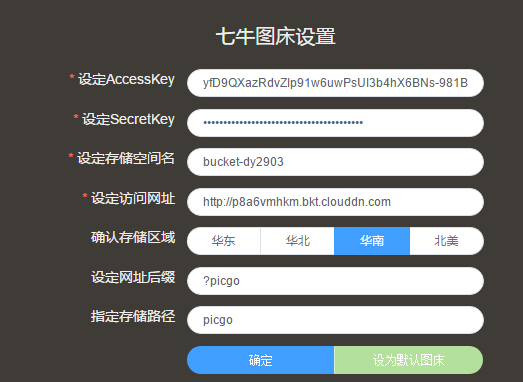 七牛图床设置
* 设定AccessKey yfD9QXazRdvZlp91w6uwPsUI3b4hX6BNs-981B
* 设定SecretKey ••••••••••••••••••••••••••••••••••••••••
* 设定存储空间名 bucket-dy2903
* 设定访问网址 http://p8a6vmhkm.bkt.clouddn.com
确认存储区域 华东 华北 华南 北美
设定网址后缀 ?picgo
指定存储路径 picgo
确定 设为默认图床